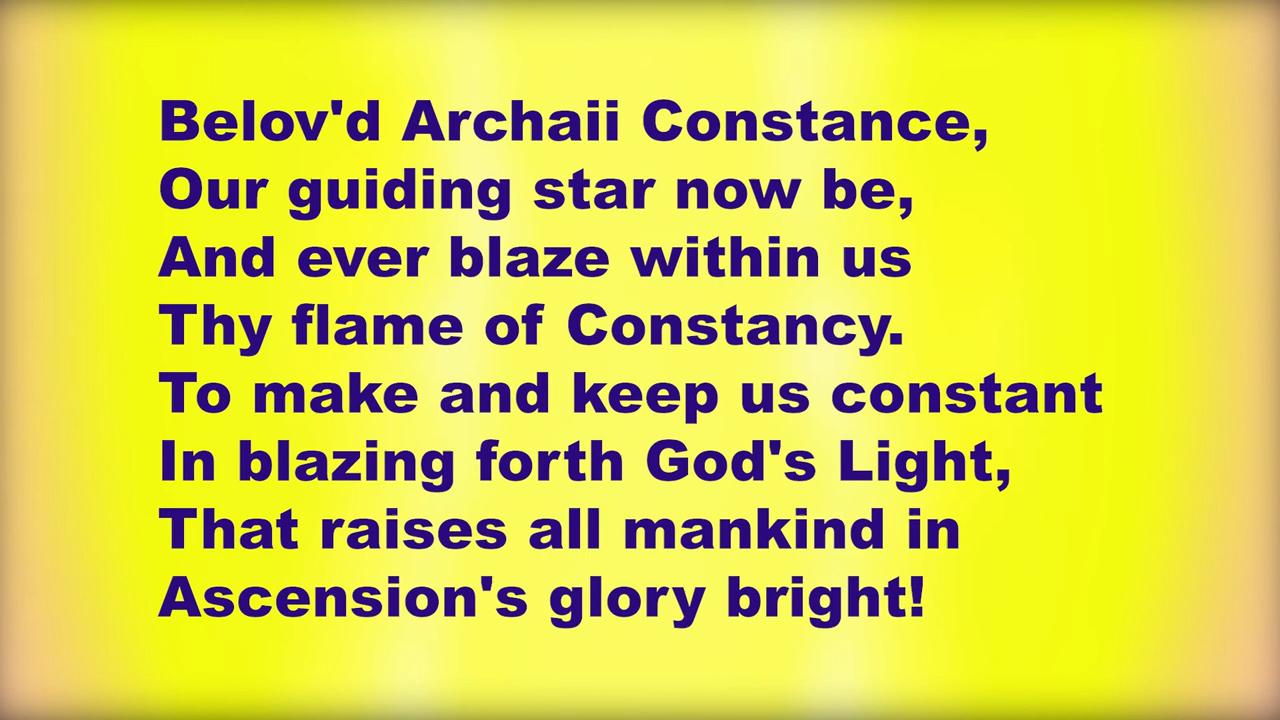 Belov'd Archaii Constance,
Our guiding star now be,
And ever blaze within us
Thy flame of Constancy.
To make and keep us constant
In blazing forth God's Light,
That raises all mankind in
Ascension's glory bright!